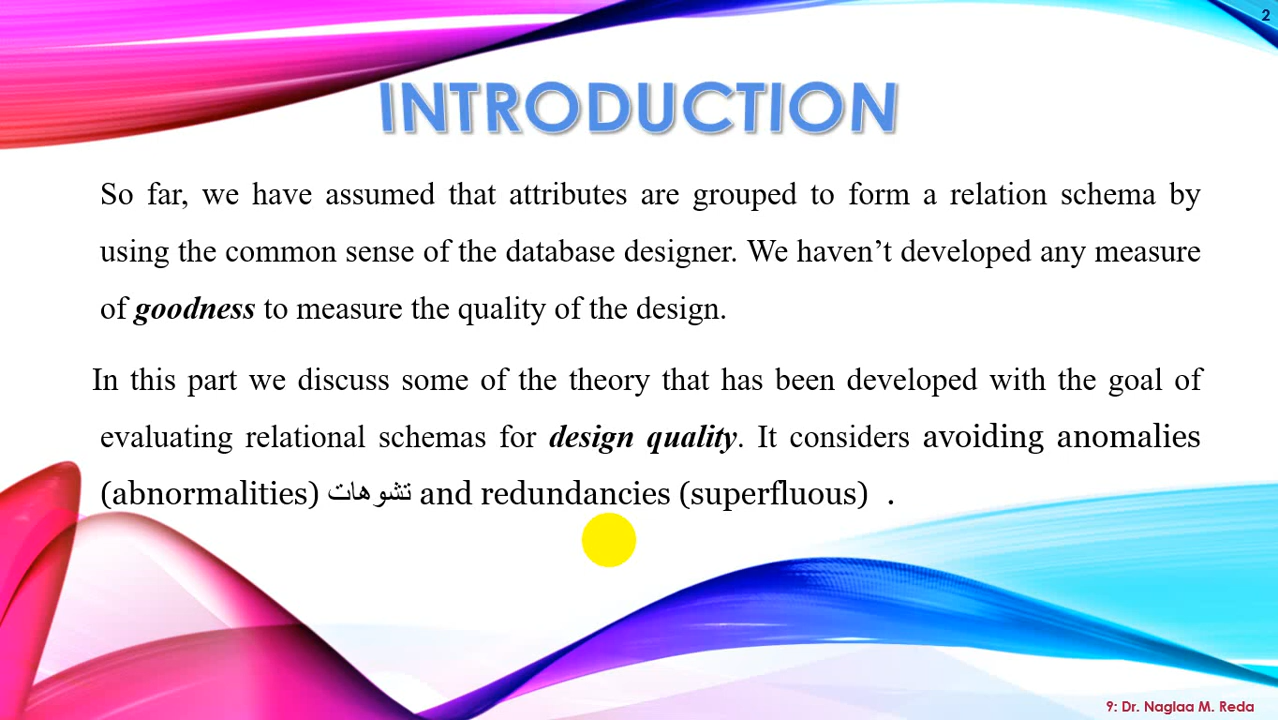 2
INTRODUCTION
So far, we have assumed that attributes are grouped to form a relation schema by
using the common sense of the database designer. We haven’t developed any measure
of goodness to measure the quality of the design.
In this part we discuss some of the theory that has been developed with the goal of
evaluating relational schemas for design quality. It considers avoiding anomalies
(abnormalities) تشوهات and redundancies (superfluous) .
9: Dr. Naglaa M. Reda